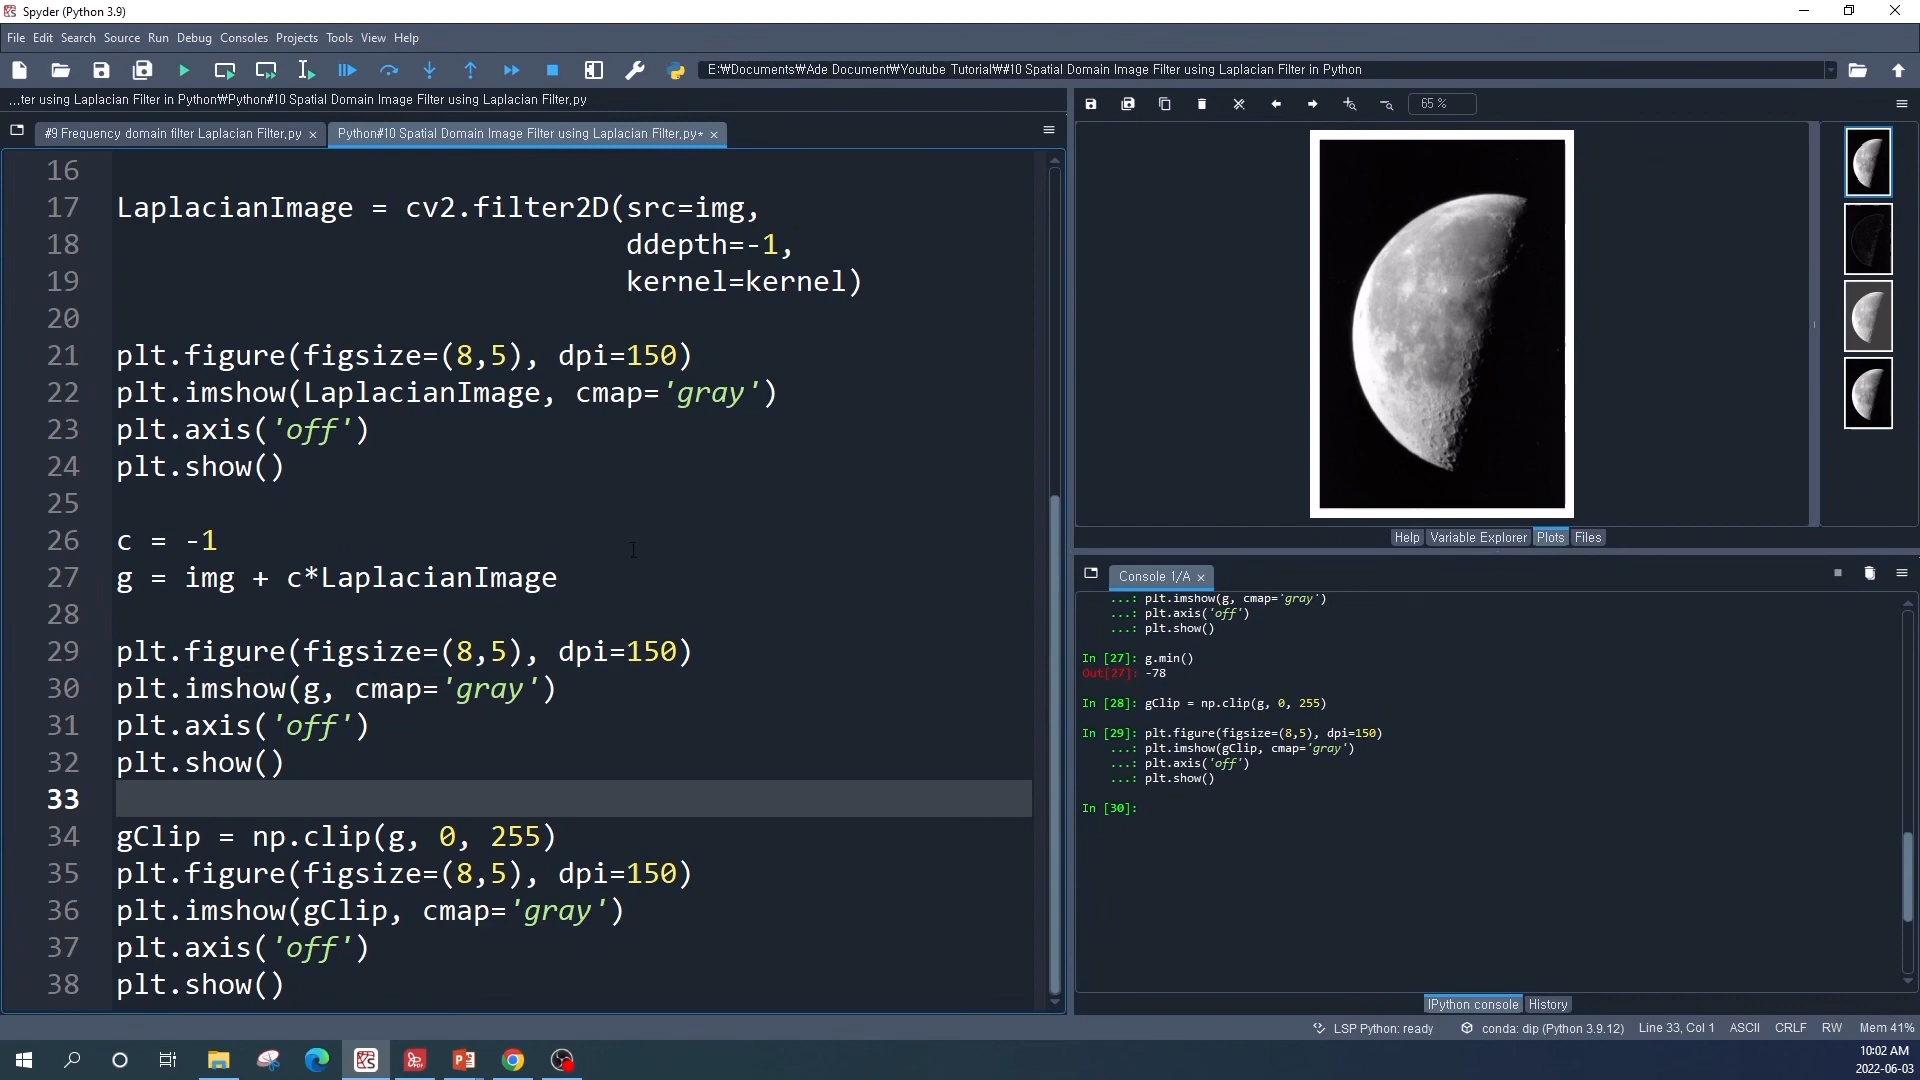 Spyder (Python 3.9)
File Edit Search Source Run Debug Consoles Projects Tools View Help
E:₩Documents₩Ade Document₩Youtube Tutorial₩#10 Spatial Domain Image Filter using Laplacian Filter in Python
...ter using Laplacian Filter in Python₩Python#10 Spatial Domain Image Filter using Laplacian Filter.py
#9 Frequency domain filter Laplacian Filter.py
Python#10 Spatial Domain Image Filter using Laplacian Filter.py*
16
17 LaplacianImage = cv2.filter2D(src=img,
18 ddepth=-1,
19 kernel=kernel)
20
21 plt.figure(figsize=(8,5), dpi=150)
22 plt.imshow(LaplacianImage, cmap='gray')
23 plt.axis('off')
24 plt.show()
25
26 c = -1
27 g = img + c*LaplacianImage
28
29 plt.figure(figsize=(8,5), dpi=150)
30 plt.imshow(g, cmap='gray')
31 plt.axis('off')
32 plt.show()
33
34 gClip = np.clip(g, 0, 255)
35 plt.figure(figsize=(8,5), dpi=150)
36 plt.imshow(gClip, cmap='gray')
37 plt.axis('off')
38 plt.show()
65 %
Help Variable Explorer Plots Files
Console 1/A
...: plt.imshow(g, cmap='gray')
...: plt.axis('off')
...: plt.show()
In [27]: g.min()
Out[27]: -78
In [28]: gClip = np.clip(g, 0, 255)
In [29]: plt.figure(figsize=(8,5), dpi=150)
...: plt.imshow(gClip, cmap='gray')
...: plt.axis('off')
...: plt.show()
In [30]:
IPython console History
LSP Python: ready conda: dip (Python 3.9.12) Line 33, Col 1 ASCII CRLF RW Mem 41%
10:02 AM
2022-06-03